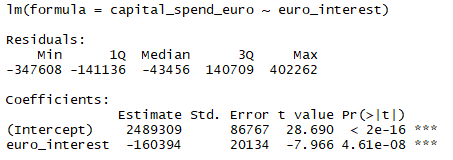 lm(formula = capital_spend_euro ~ euro_interest)
Residuals:
Min 1Q Median 3Q Max
-347608 -141136 -43456 140709 402262
Coefficients:
Estimate Std. Error t value Pr(>|t|)
(Intercept) 2489309 86767 28.690 < 2e-16 ***
euro_interest -160394 20134 -7.966 4.61e-08 ***